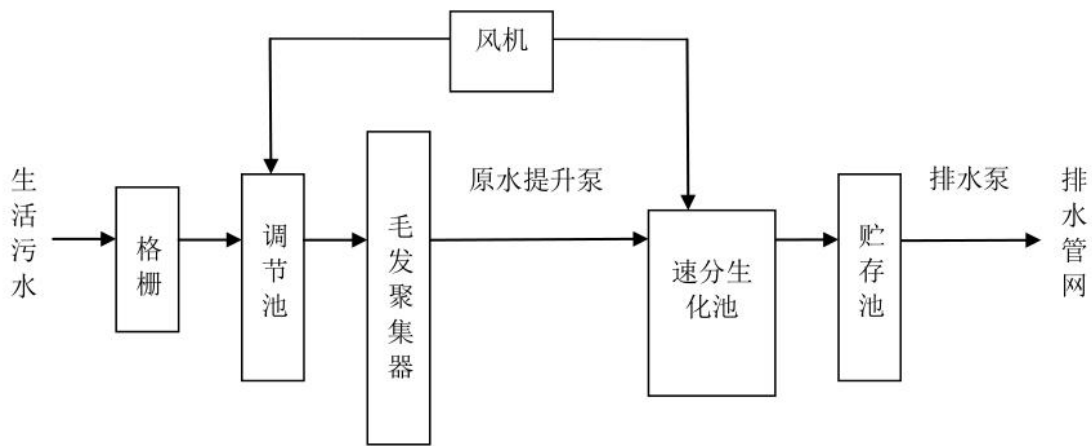 风机
生活污水
格栅
调节池
毛发聚集器
原水提升泵
速分生
化池
贮存池
排水泵
排水管网